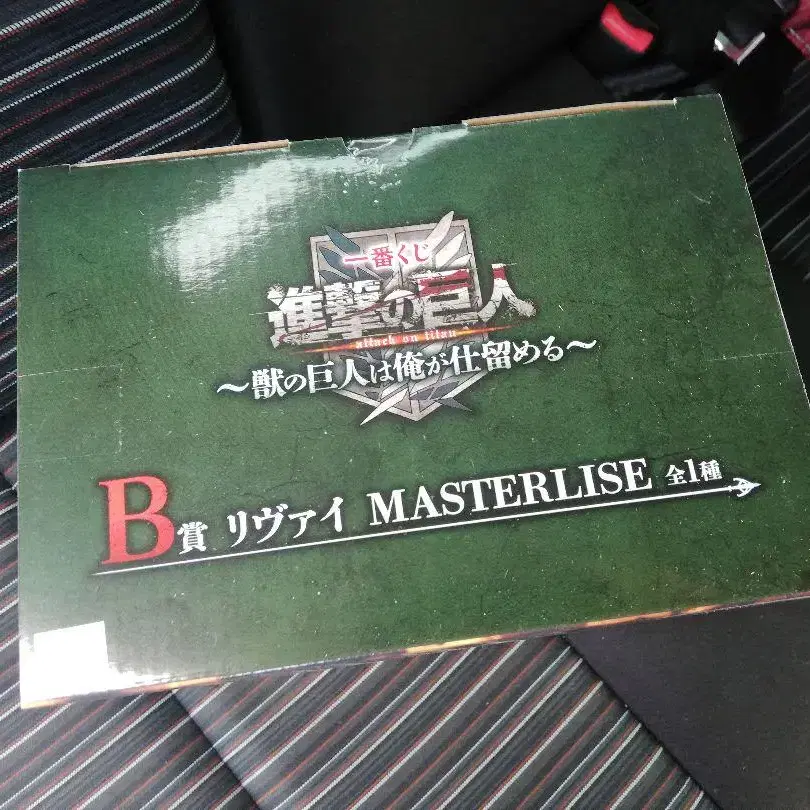 一番くじ
進撃の巨人
attack on titan
～獣の巨人は俺が仕留める～
B賞 リヴァイ MASTERLISE 全1種